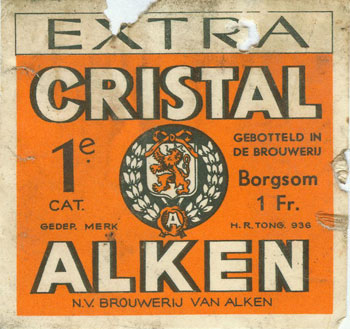 EXTRA
CRISTAL
1e.
CAT.
GEBOTTELD IN
DE BROUWERIJ
Borgsom
1 Fr.
A
GEDEP. MERK
H.R. TONG. 936
ALKEN
N.V. BROUWERIJ VAN ALKEN